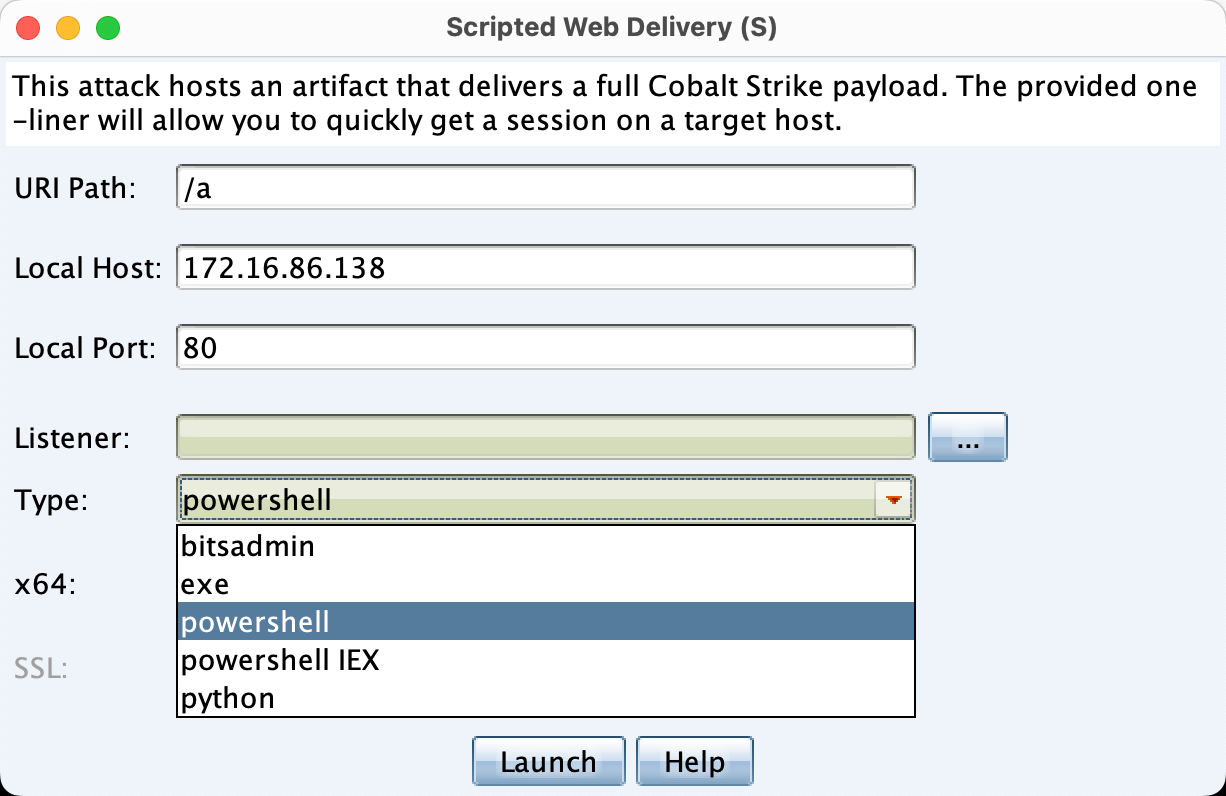 Scripted Web Delivery (S)
This attack hosts an artifact that delivers a full Cobalt Strike payload. The provided one
-liner will allow you to quickly get a session on a target host.
URI Path: /a
Local Host: 172.16.86.138
Local Port: 80
Listener: ...
Type: powershell
bitsadmin
x64: exe
powershell
powershell IEX
SSL:
python
Launch Help